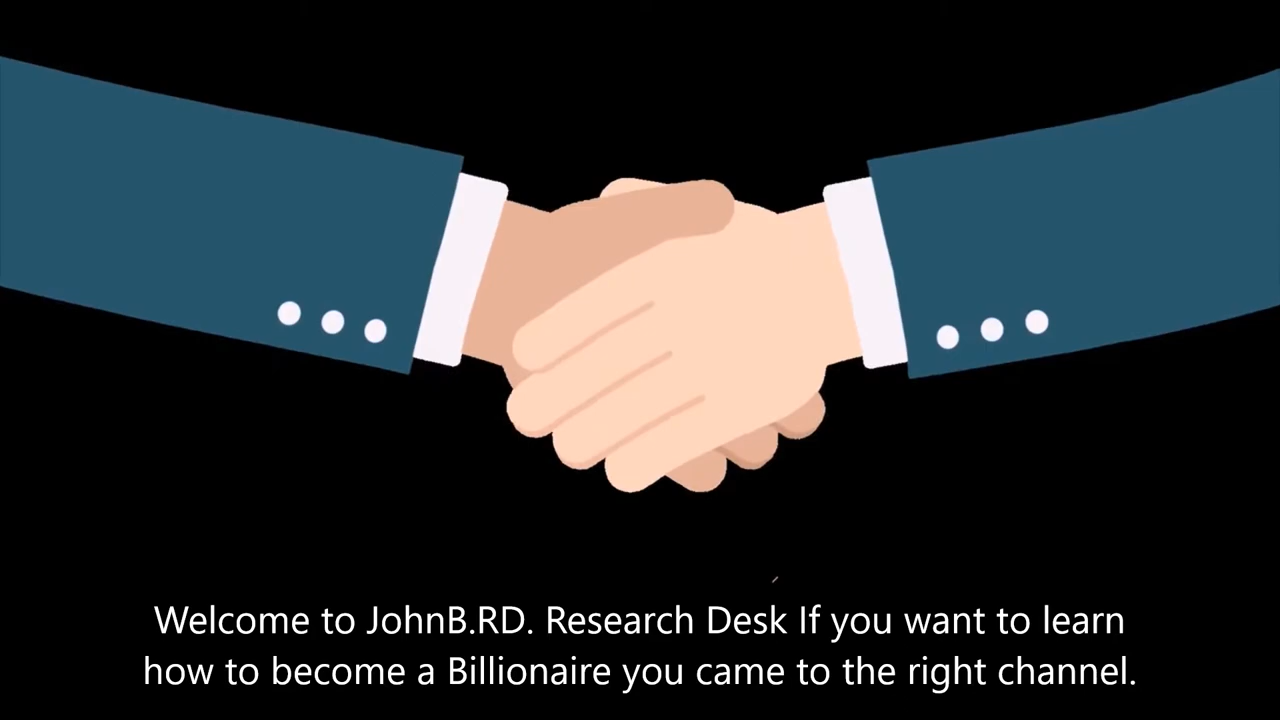 Welcome to JohnB.RD. Research Desk If you want to learn
how to become a Billionaire you came to the right channel.